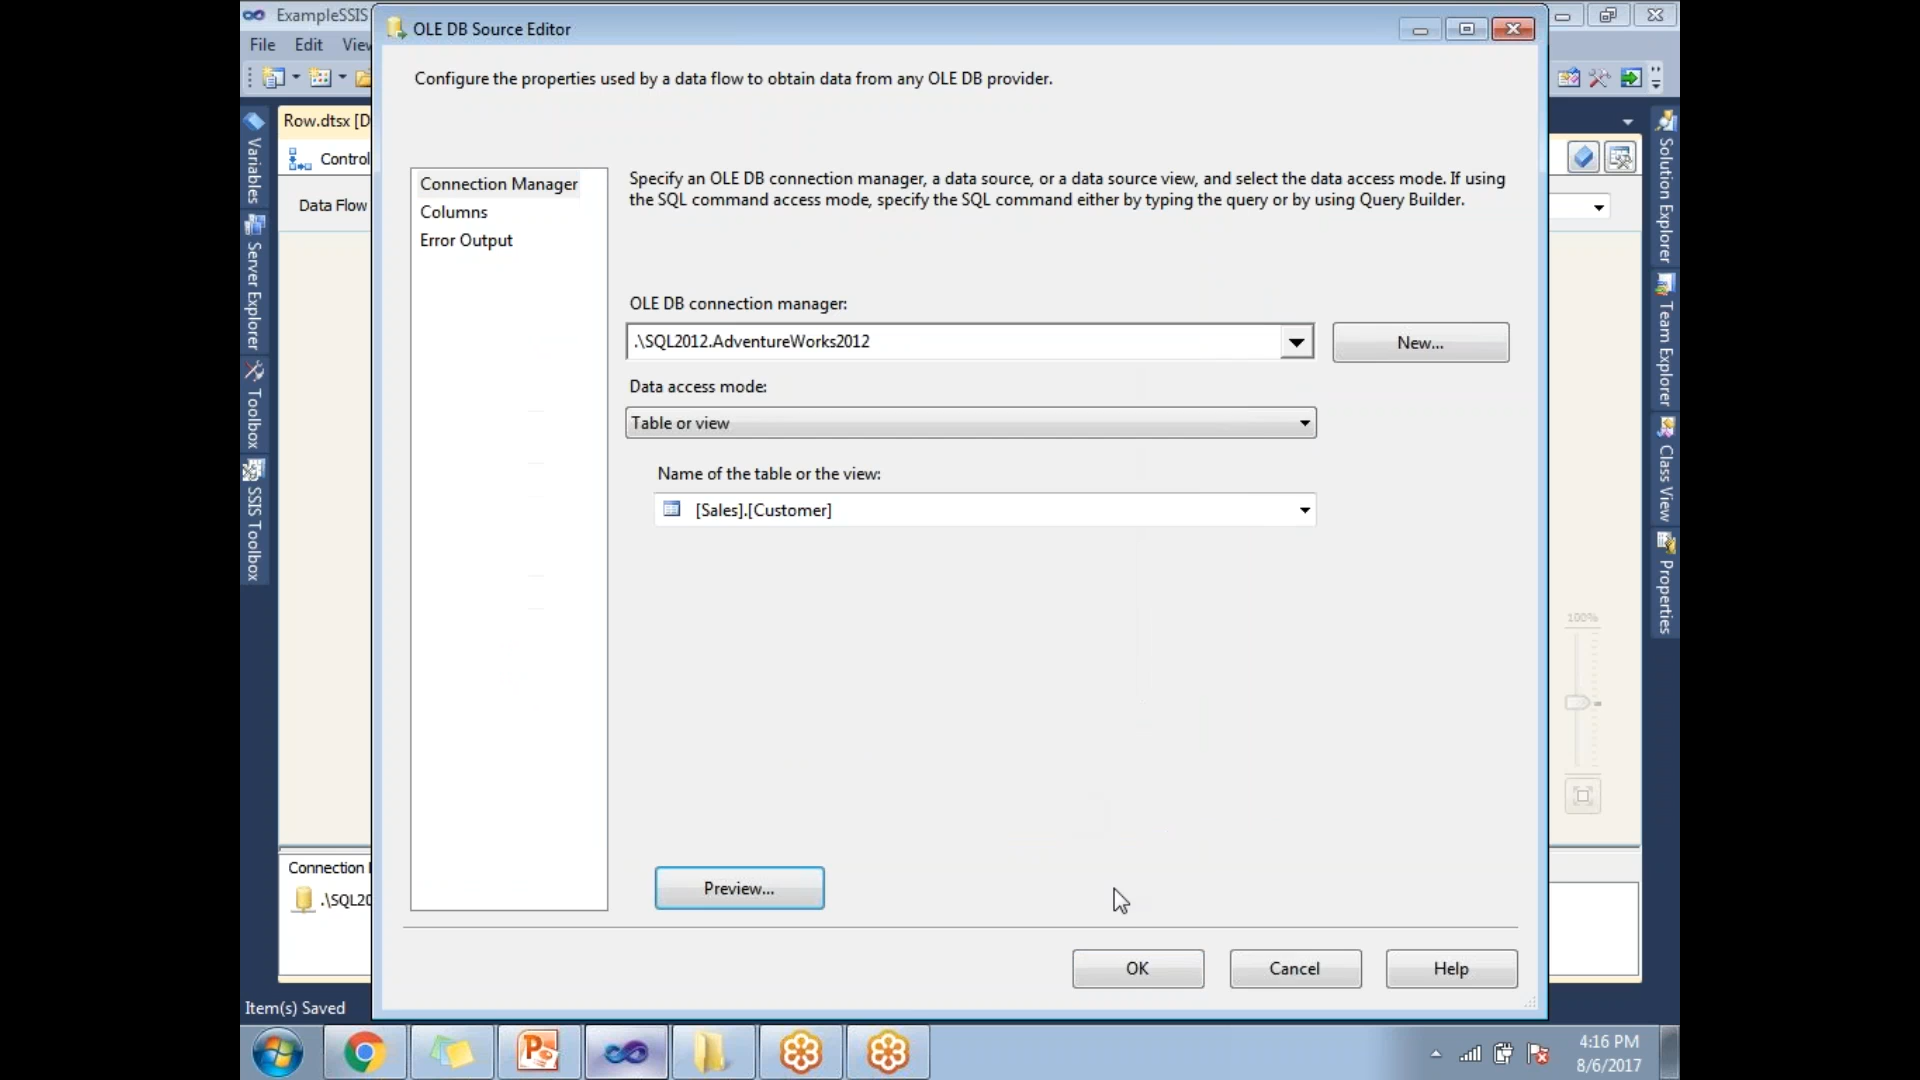 ExampleSSIS
OLE DB Source Editor
File Edit View
Configure the properties used by a data flow to obtain data from any OLE DB provider.
Row.dtsx [D
Control
Data Flow
Variables
Server Explorer
Toolbox
SSIS Toolbox
Connection Manager
Columns
Error Output
Specify an OLE DB connection manager, a data source, or a data source view, and select the data access mode. If using
the SQL command access mode, specify the SQL command either by typing the query or by using Query Builder.
OLE DB connection manager:
.\SQL2012.AdventureWorks2012
New...
Data access mode:
Table or view
Name of the table or the view:
[Sales].[Customer]
Preview...
OK Cancel Help
Solution Explorer
Team Explorer
Class View
Properties
100%
Connection
.\SQL20
Item(s) Saved
4:16 PM
8/6/2017